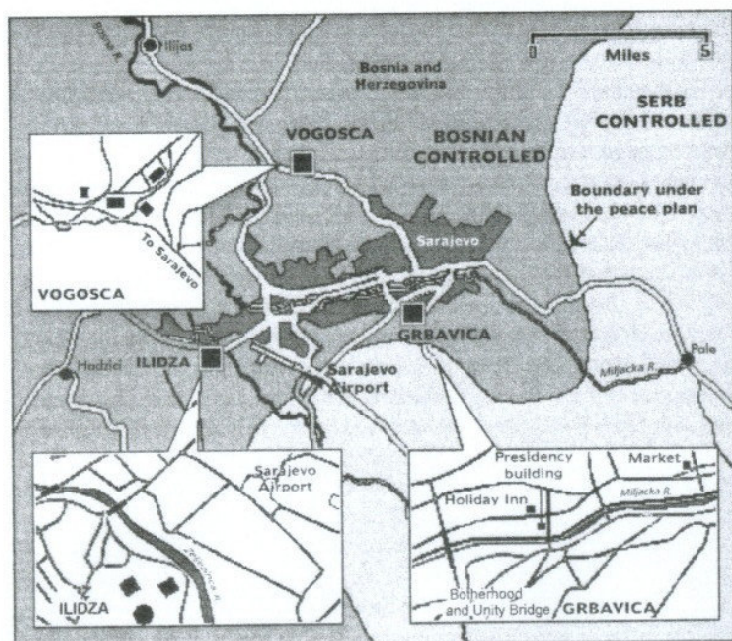 Bosna R.
Ilijas
0
5
Miles
Bosnia and
Herzegovina
SERB
CONTROLLED
VOGOSCA
BOSNIAN
CONTROLLED
Boundary under
the peace plan
Sarajevo
To Sarajevo
VOGOSCA
GRBAVICA
ILIDZA
Hadzici
Sarajevo
Airport
Miljacka R.
Pale
Sarajevo
Airport
Zeljeznica R.
ILIDZA
Presidency
building
Market
Holiday Inn
Miljacka R.
Botherhood
and Unity Bridge
GRBAVICA